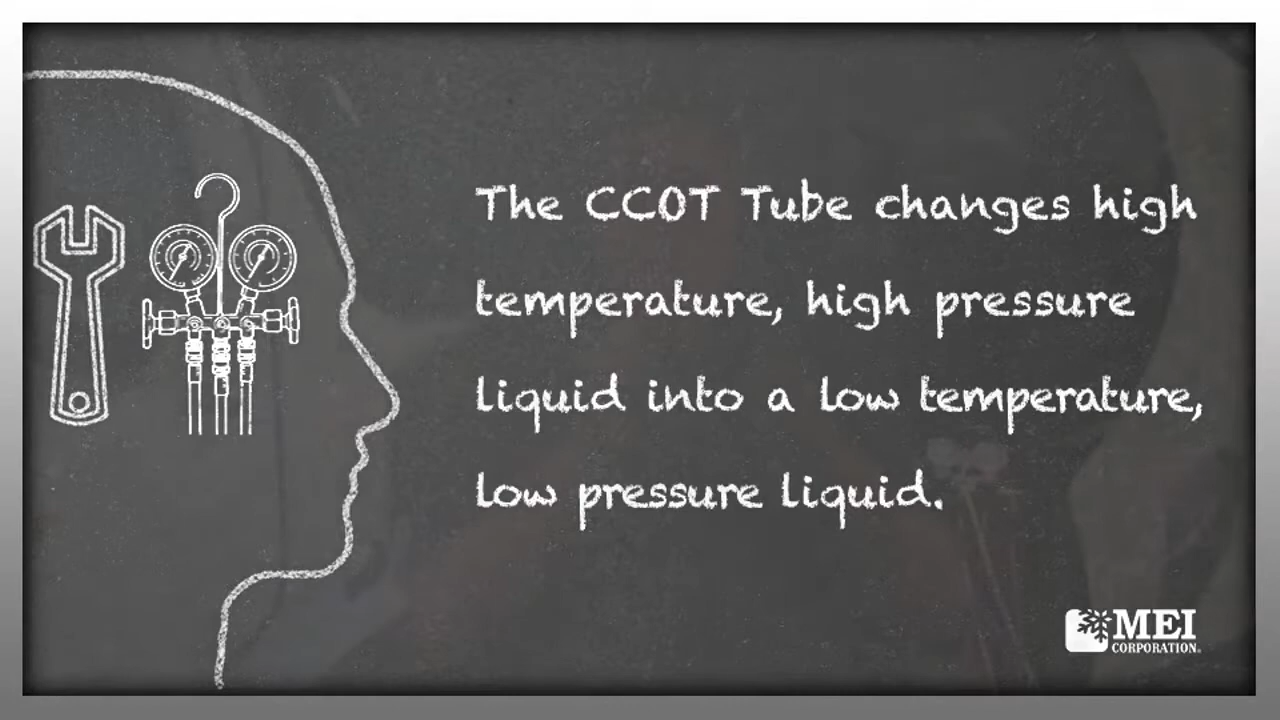 The CCOT Tube changes high
temperature, high pressure
liquid into a low temperature,
low pressure liquid.
MEI
CORPORATION